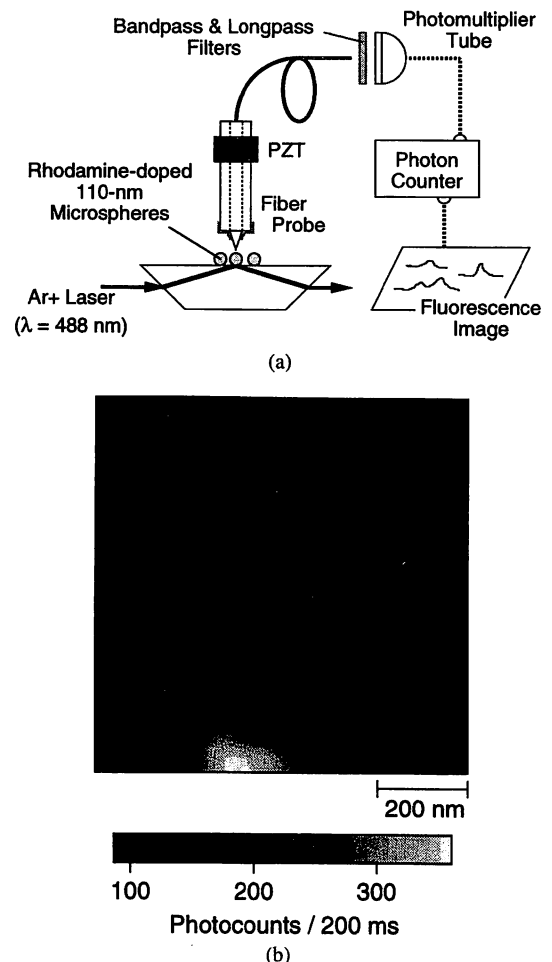 Bandpass & Longpass
Filters
Photomultiplier
Tube
PZT
Rhodamine-doped
110-nm
Microspheres
Fiber
Probe
Photon
Counter
Ar+ Laser
(λ = 488 nm)
Fluorescence
Image
(a)
200 nm
100 200 300
Photocounts / 200 ms
(b)